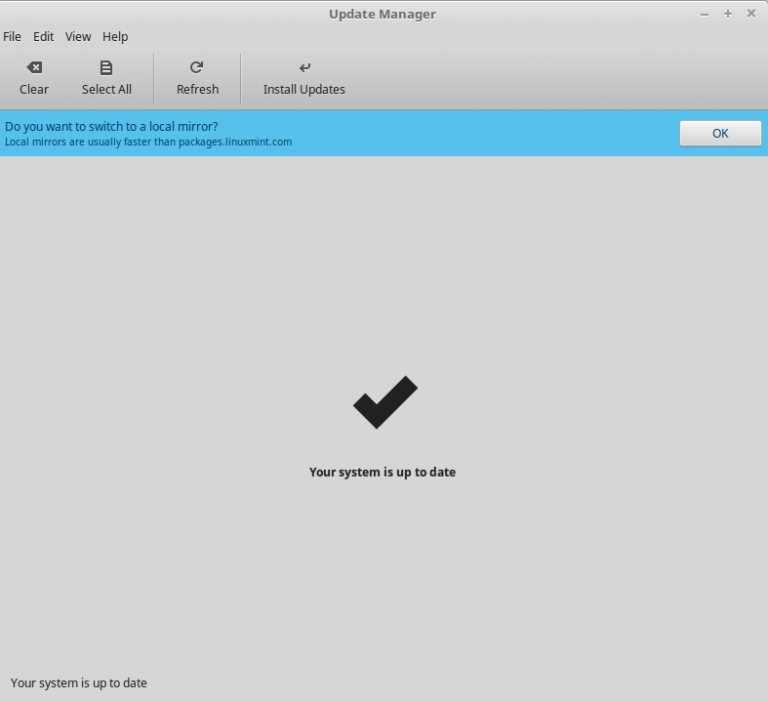 Update Manager
File Edit View Help
Clear Select All Refresh Install Updates
Do you want to switch to a local mirror?
Local mirrors are usually faster than packages.linuxmint.com
OK
Your system is up to date
Your system is up to date